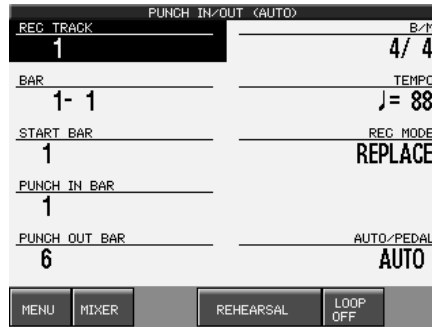 PUNCH IN/OUT (AUTO)
REC TRACK
1
B/M
4/ 4
BAR
1- 1
TEMPO
♩= 88
START BAR
1
REC MODE
REPLACE
PUNCH IN BAR
1
PUNCH OUT BAR
6
AUTO/PEDAL
AUTO
MENU
MIXER
REHEARSAL
LOOP
OFF